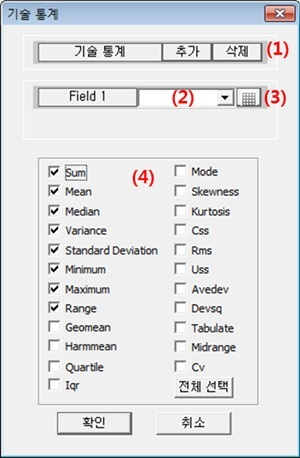 기술 통계
기술 통계 추가 삭제 (1)
Field 1 (2) (3)
(4)
Sum
Mean
Median
Variance
Standard Deviation
Minimum
Maximum
Range
Geomean
Harmmean
Quartile
Iqr
Mode
Skewness
Kurtosis
Css
Rms
Uss
Avedev
Devsq
Tabulate
Midrange
Cv
전체 선택
확인 취소